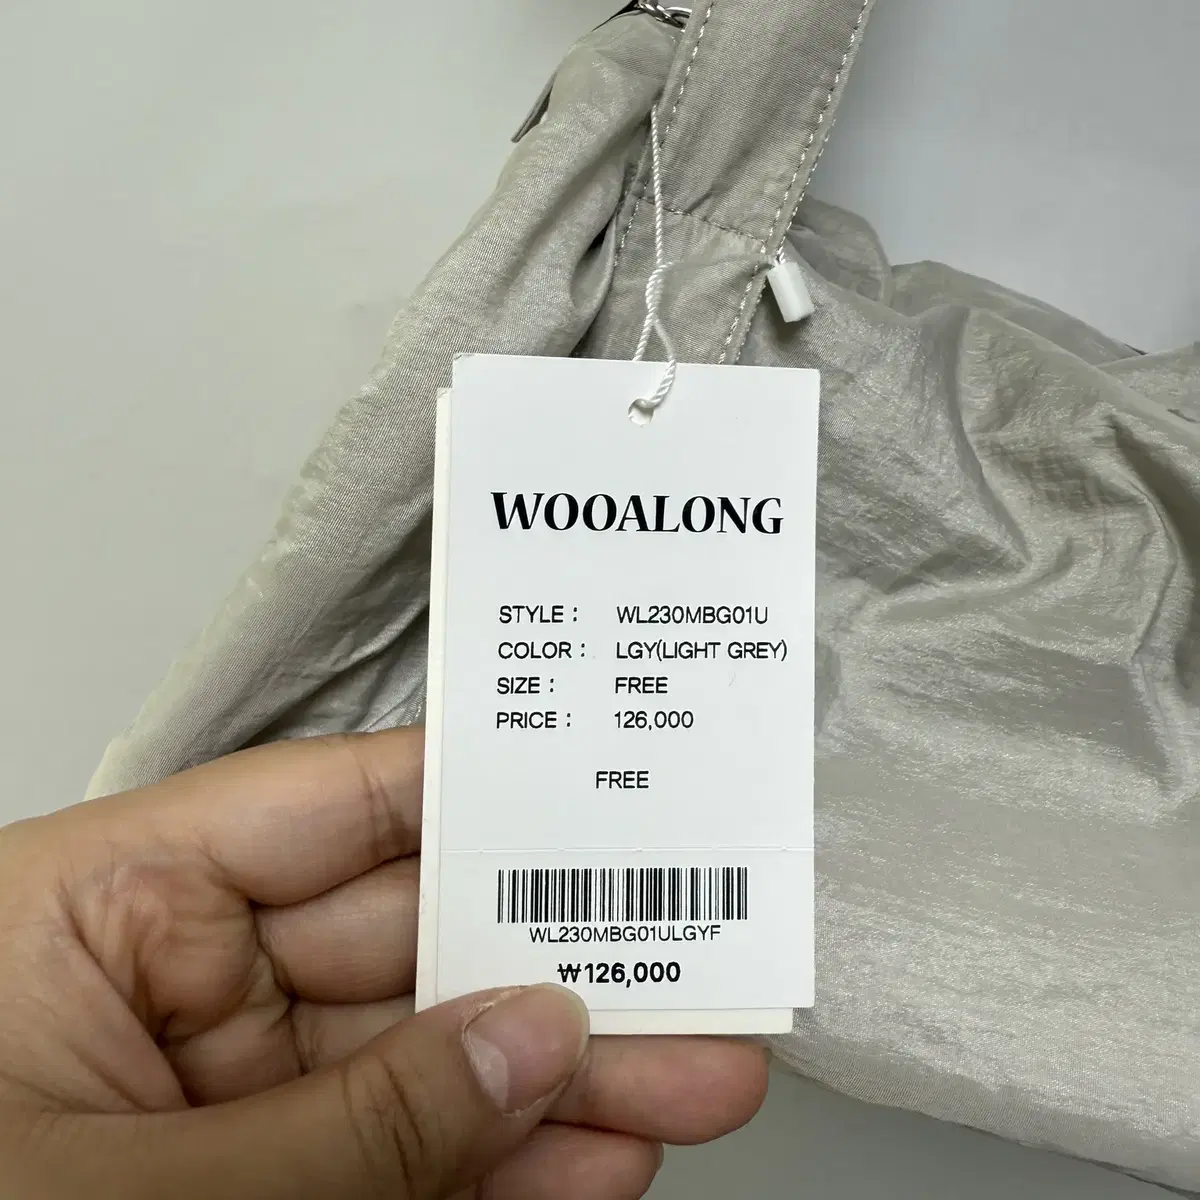 WOOALONG
STYLE : WL230MBG01U
COLOR : LGY(LIGHT GREY)
SIZE : FREE
PRICE : 126,000
FREE
WL230MBG01ULGYF
₩126,000